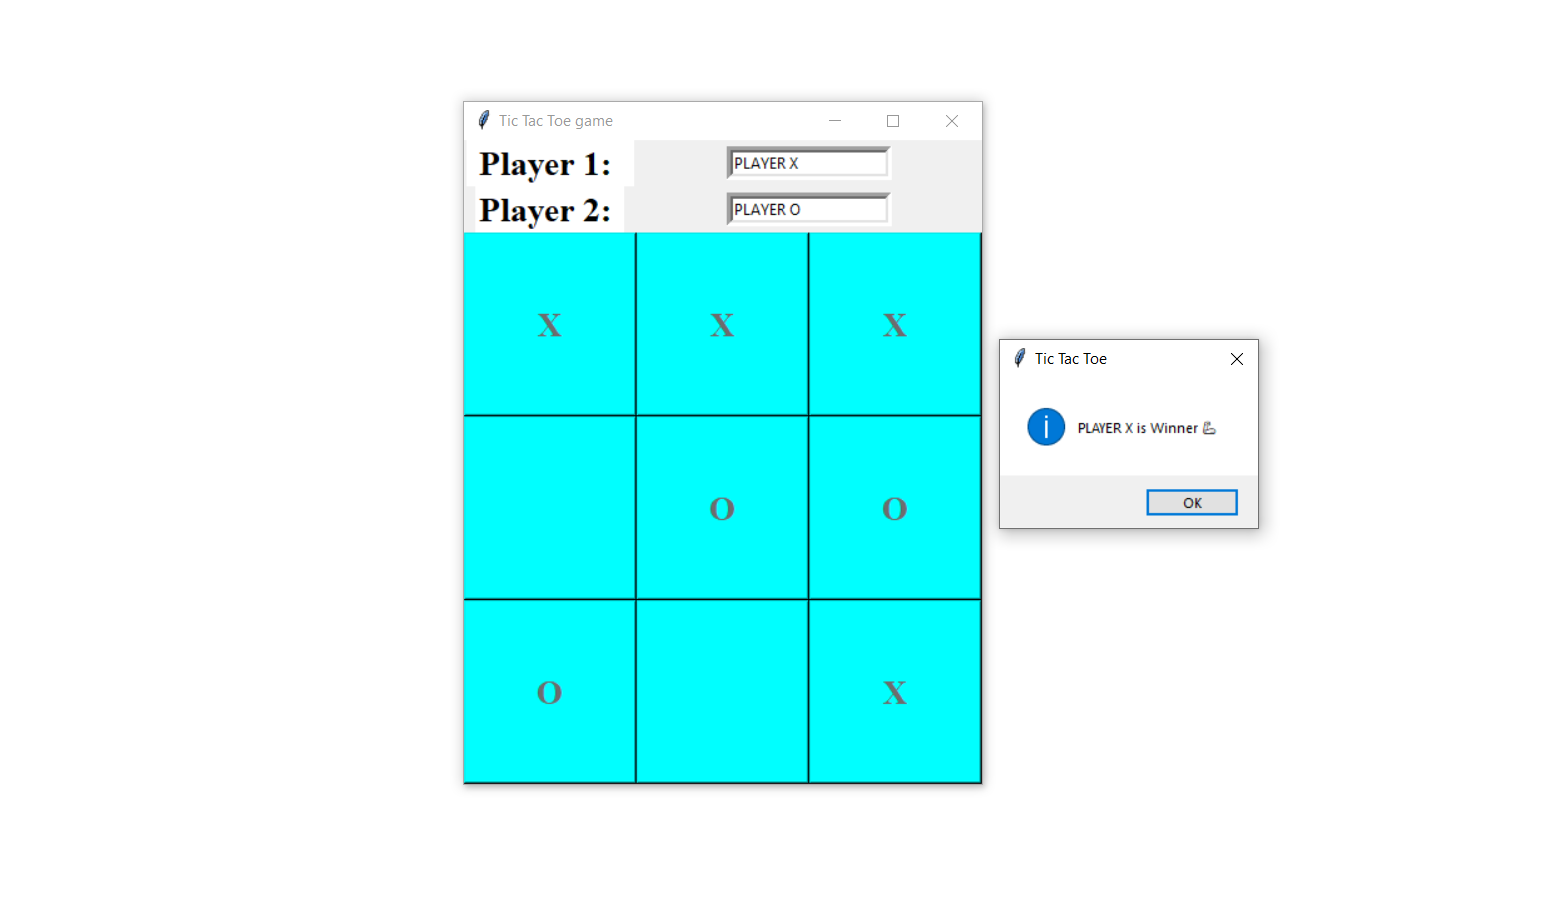 Tic Tac Toe game
Player 1: PLAYER X
Player 2: PLAYER O
X X X
O O
O X
Tic Tac Toe
PLAYER X is Winner 💪
OK